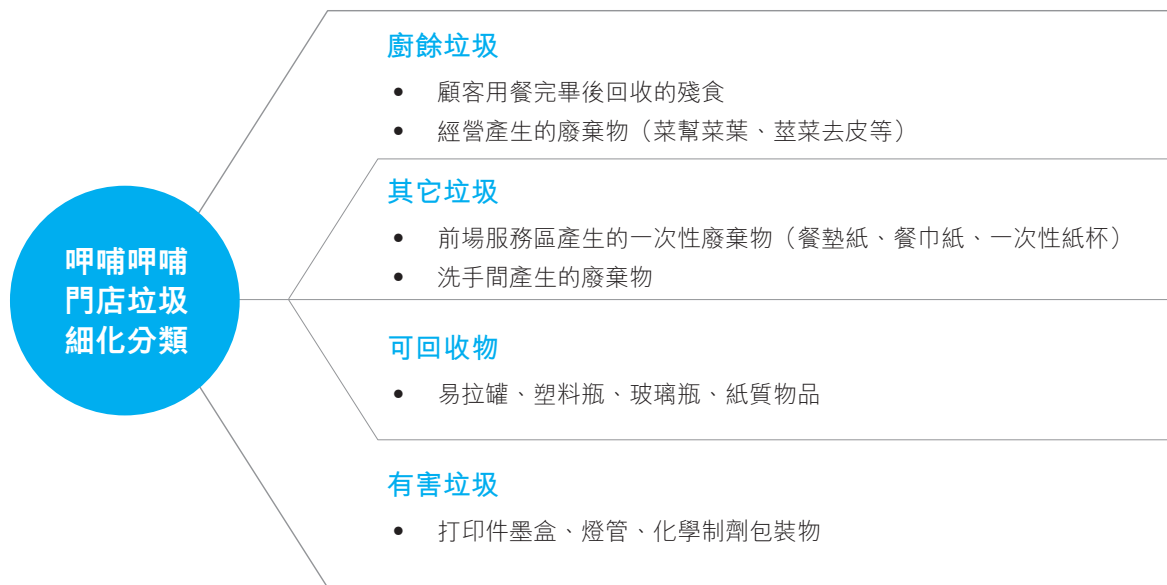 呷哺呷哺
門店垃圾
細化分類
廚餘垃圾
• 顧客用餐完畢後回收的殘食
• 經營產生的廢棄物（菜幫菜葉、莖菜去皮等）
其它垃圾
• 前場服務區產生的一次性廢棄物（餐墊紙、餐巾紙、一次性紙杯）
• 洗手間產生的廢棄物
可回收物
• 易拉罐、塑料瓶、玻璃瓶、紙質物品
有害垃圾
• 打印件墨盒、燈管、化學制劑包裝物